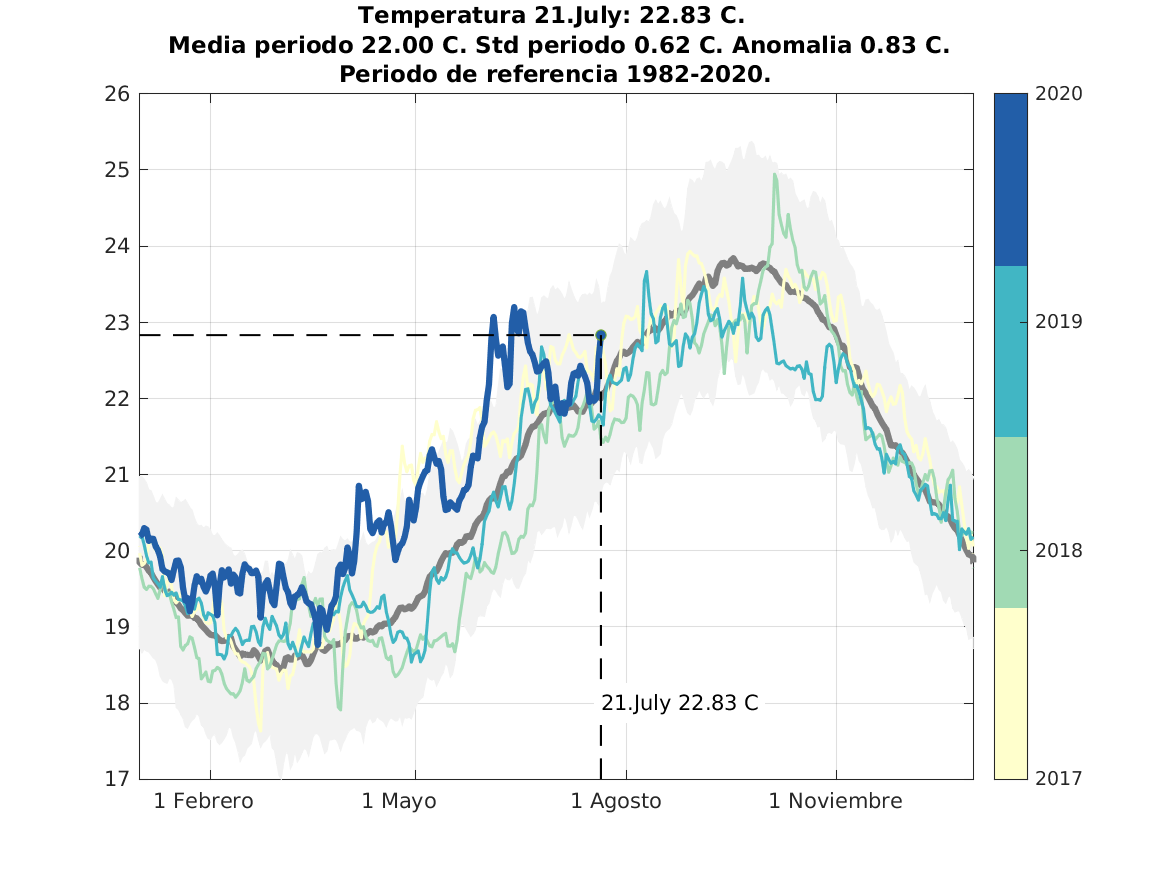 Temperatura 21.July: 22.83 C.
Media periodo 22.00 C. Std periodo 0.62 C. Anomalia 0.83 C.
Periodo de referencia 1982-2020.
26
25
24
23
22
21
20
19
18
17
1 Febrero
1 Mayo
1 Agosto
1 Noviembre
21.July 22.83 C
2020
2019
2018
2017